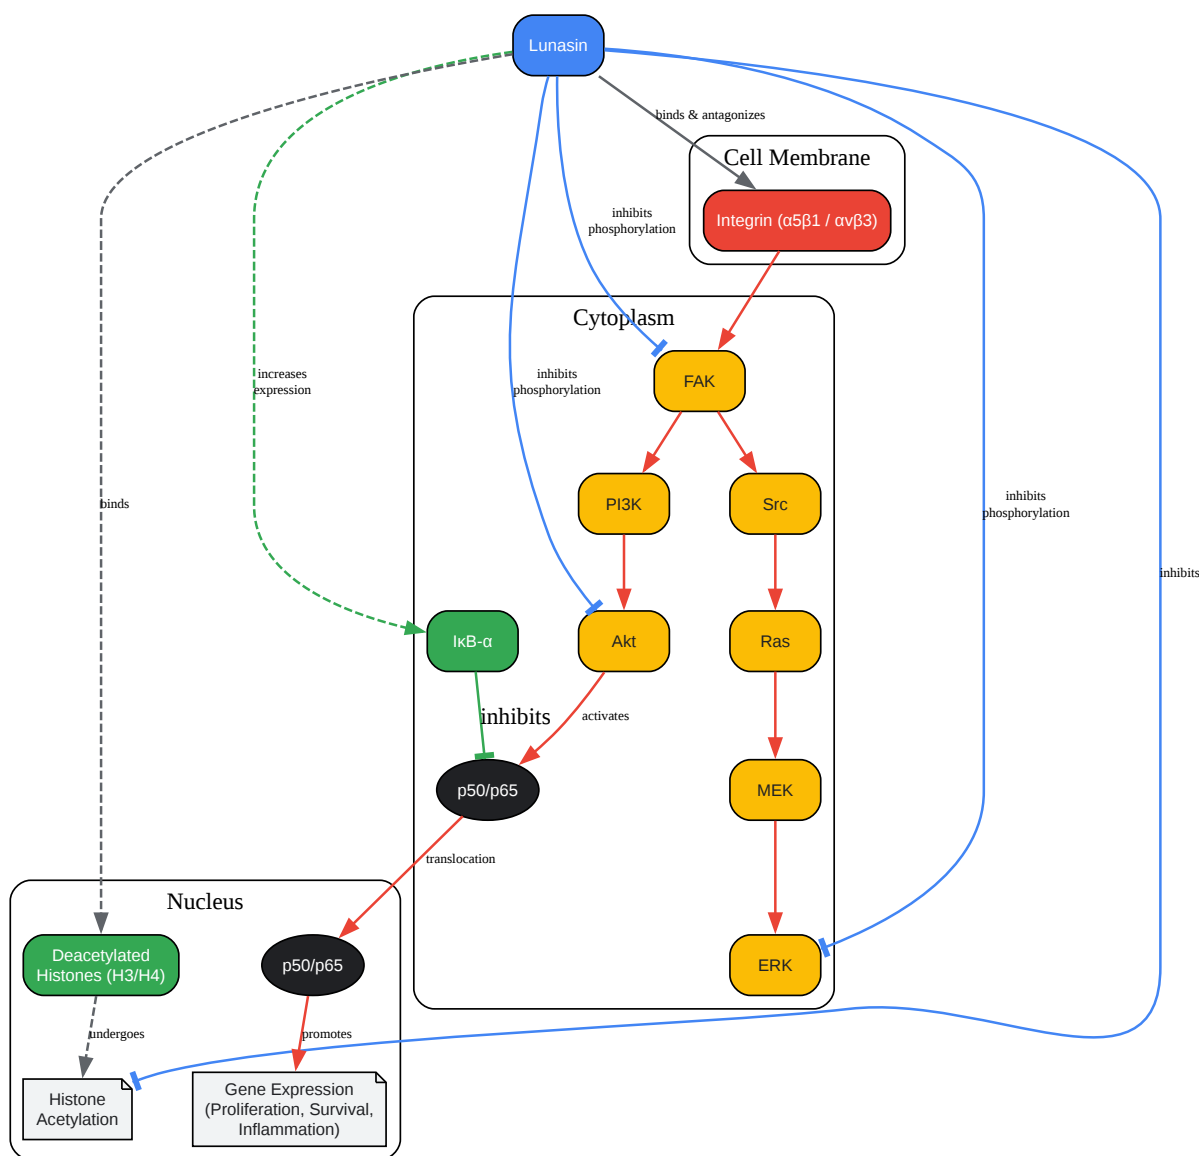 Lunasin
binds & antagonizes
Cell Membrane
Integrin (α5β1 / αvβ3)
inhibits
phosphorylation
Cytoplasm
FAK
increases
expression
inhibits
phosphorylation
binds
PI3K
Src
inhibits
phosphorylation
inhibits
IκB-α
Akt
Ras
inhibits
activates
p50/p65
MEK
translocation
Nucleus
Deacetylated
Histones (H3/H4)
p50/p65
ERK
undergoes
promotes
Histone
Acetylation
Gene Expression
(Proliferation, Survival,
Inflammation)